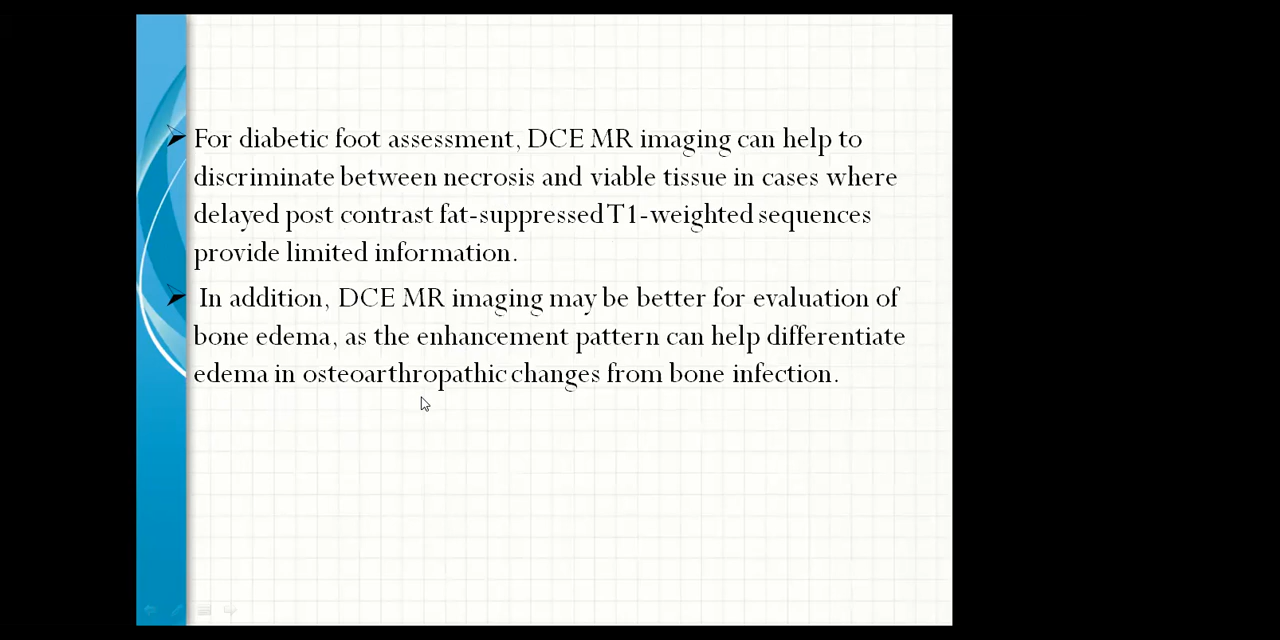 For diabetic foot assessment, DCE MR imaging can help to
discriminate between necrosis and viable tissue in cases where
delayed post contrast fat-suppressed T1-weighted sequences
provide limited information.
In addition, DCE MR imaging may be better for evaluation of
bone edema, as the enhancement pattern can help differentiate
edema in osteoarthropathic changes from bone infection.